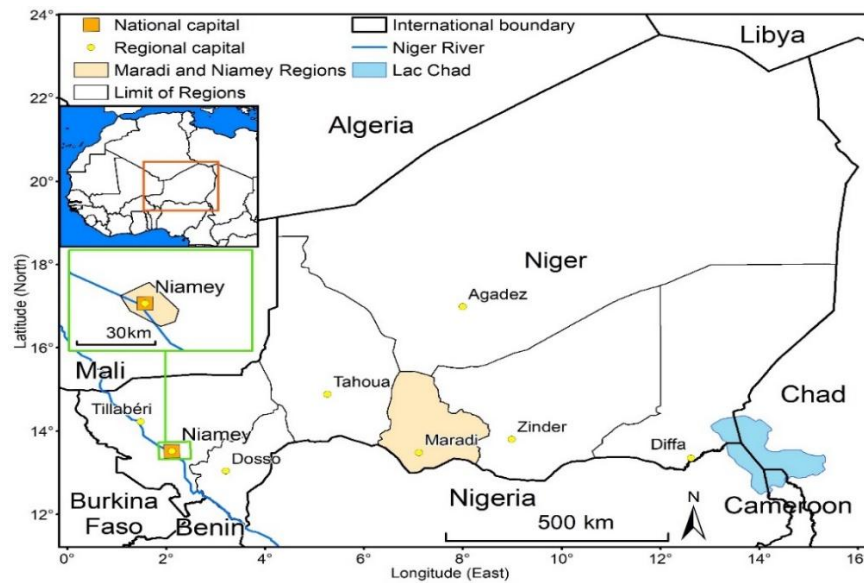 National capital
Regional capital
Maradi and Niamey Regions
Limit of Regions
International boundary
Niger River
Lac Chad
24°
22°
20°
18°
16°
14°
12°
Latitude (North)
Libya
Algeria
Niamey
30km
Niger
Agadez
Mali
Tahoua
Chad
Tillabéri
Niamey
Maradi
Zinder
Diffa
Dosso
Nigeria
Cameroon
Burkina
Faso
Benin
500 km
N
0°
2°
4°
6°
8°
10°
12°
14°
16°
Longitude (East)